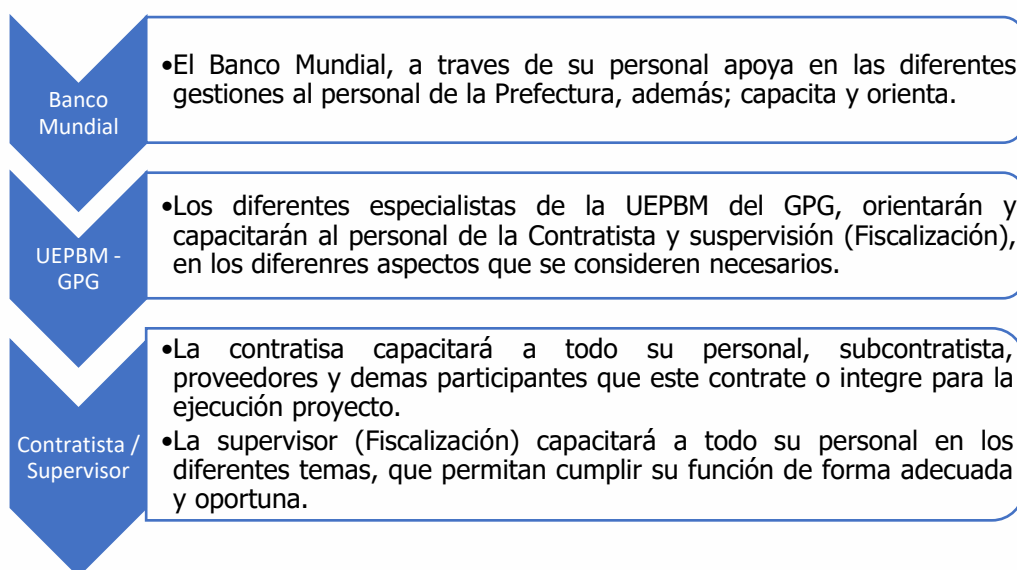 Banco
Mundial
•El Banco Mundial, a traves de su personal apoya en las diferentes
gestiones al personal de la Prefectura, además; capacita y orienta.
UEPBM -
GPG
•Los diferentes especialistas de la UEPBM del GPG, orientarán y
capacitarán al personal de la Contratista y suspervisión (Fiscalización),
en los diferenres aspectos que se consideren necesarios.
Contratista /
Supervisor
•La contratisa capacitará a todo su personal, subcontratista,
proveedores y demas participantes que este contrate o integre para la
ejecución proyecto.
•La supervisor (Fiscalización) capacitará a todo su personal en los
diferentes temas, que permitan cumplir su función de forma adecuada
y oportuna.